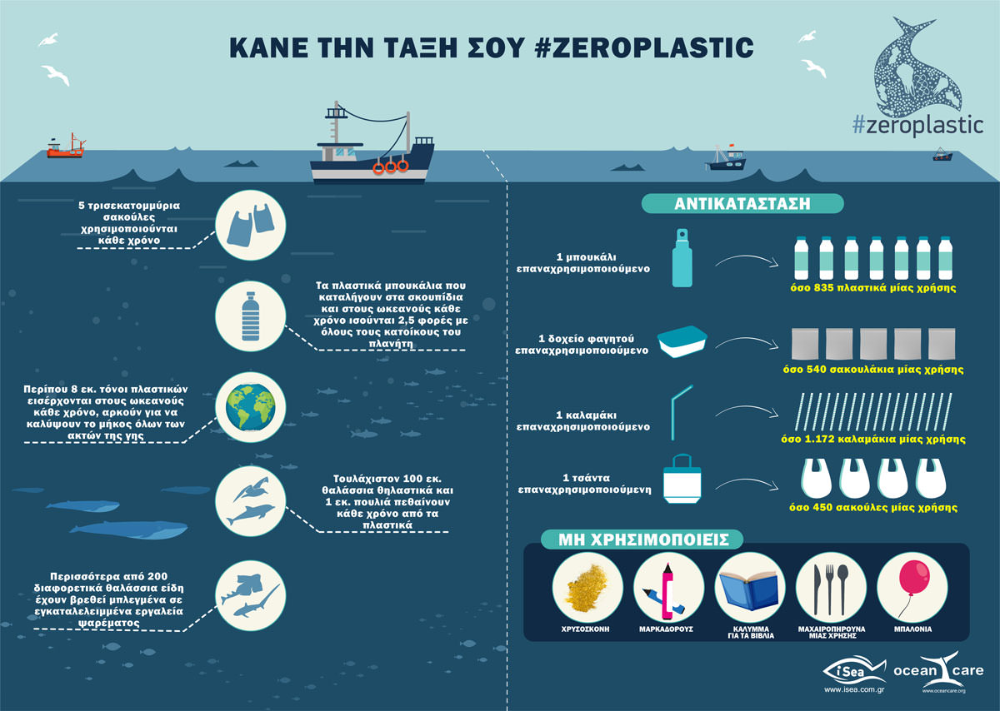 ΚΑΝΕ ΤΗΝ ΤΑΞΗ ΣΟΥ #ZEROPLASTIC
#zeroplastic
5 τρισεκατομμύρια
σακούλες
χρησιμοποιούνται
κάθε χρόνο
Τα πλαστικά μπουκάλια που
καταλήγουν στα σκουπίδια
και στους ωκεανούς κάθε
χρόνο ισούνται 2,5 φορές με
όλους τους κατοίκους του
πλανήτη
Περίπου 8 εκ. τόνοι πλαστικών
εισέρχονται στους ωκεανούς
κάθε χρόνο, αρκούν για να
καλύψουν το μήκος όλων των
ακτών της γης
Τουλάχιστον 100 εκ.
θαλάσσια θηλαστικά και
1 εκ. πουλιά πεθαίνουν
κάθε χρόνο από τα
πλαστικά
Περισσότερα από 200
διαφορετικά θαλάσσια είδη
έχουν βρεθεί μπλεγμένα σε
εγκαταλελειμμένα εργαλεία
ψαρέματος
ΑΝΤΙΚΑΤΑΣΤΑΣΗ
1 μπουκάλι
επαναχρησιμοποιούμενο
όσο 835 πλαστικά μίας χρήσης
1 δοχείο φαγητού
επαναχρησιμοποιούμενο
όσο 540 σακουλάκια μίας χρήσης
1 καλαμάκι
επαναχρησιμοποιούμενο
όσο 1.172 καλαμάκια μίας χρήσης
1 τσάντα
επαναχρησιμοποιούμενη
όσο 450 σακούλες μίας χρήσης
ΜΗ ΧΡΗΣΙΜΟΠΟΙΕΊΣ
ΧΡΥΣΟΣΚΟΝΗ
ΜΑΡΚΑΔΟΡΟΥΣ
ΚΑΛΥΜΜΑ
ΓΙΑ ΤΑ ΒΙΒΛΙΑ
ΜΑΧΑΙΡΟΠΗΡΟΥΝΑ
ΜΙΑΣ ΧΡΗΣΗΣ
ΜΠΑΛΟΝΙΑ
iSea
www.isea.com.gr
ocean care
www.oceancare.org